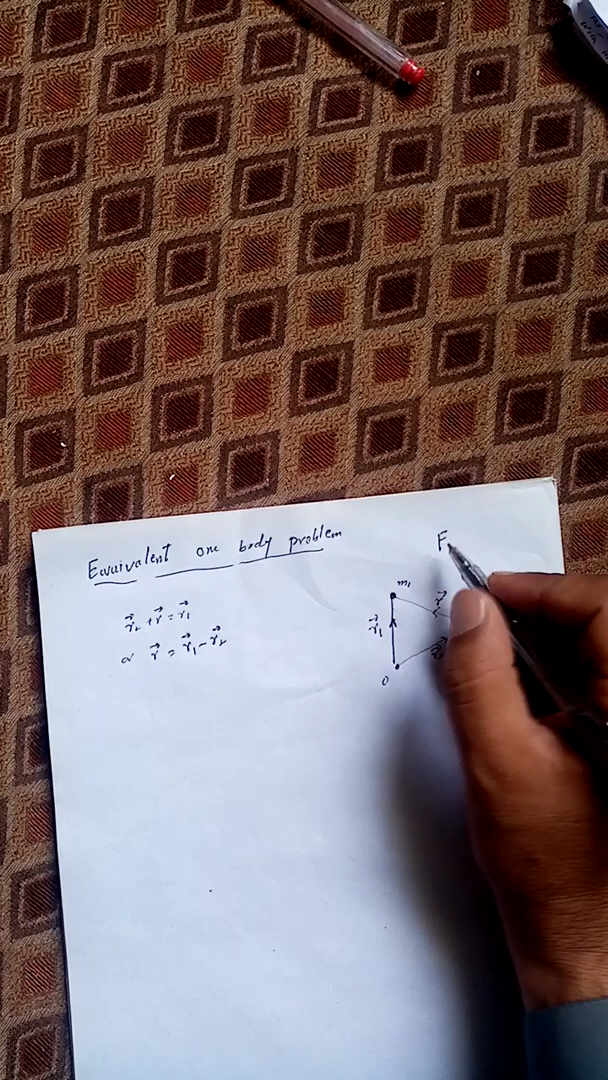 Equivalent one body problem
F
m₁
r⃗₂ + r⃗ = r⃗₁
r⃗
r⃗₁
or r⃗ = r⃗₁ - r⃗₂
r⃗₂
O